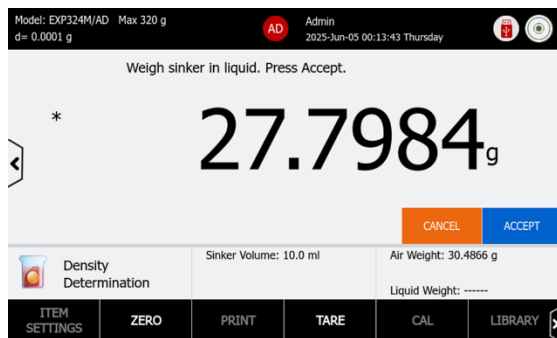 Model: EXP324M/AD Max 320 g
d= 0.0001 g
AD
Admin
2025-Jun-05 00:13:43 Thursday
Weigh sinker in liquid. Press Accept.
*
27.7984 g
CANCEL
ACCEPT
Density
Determination
Sinker Volume: 10.0 ml
Air Weight: 30.4866 g
Liquid Weight: ------
ITEM
SETTINGS
ZERO
PRINT
TARE
CAL
LIBRARY